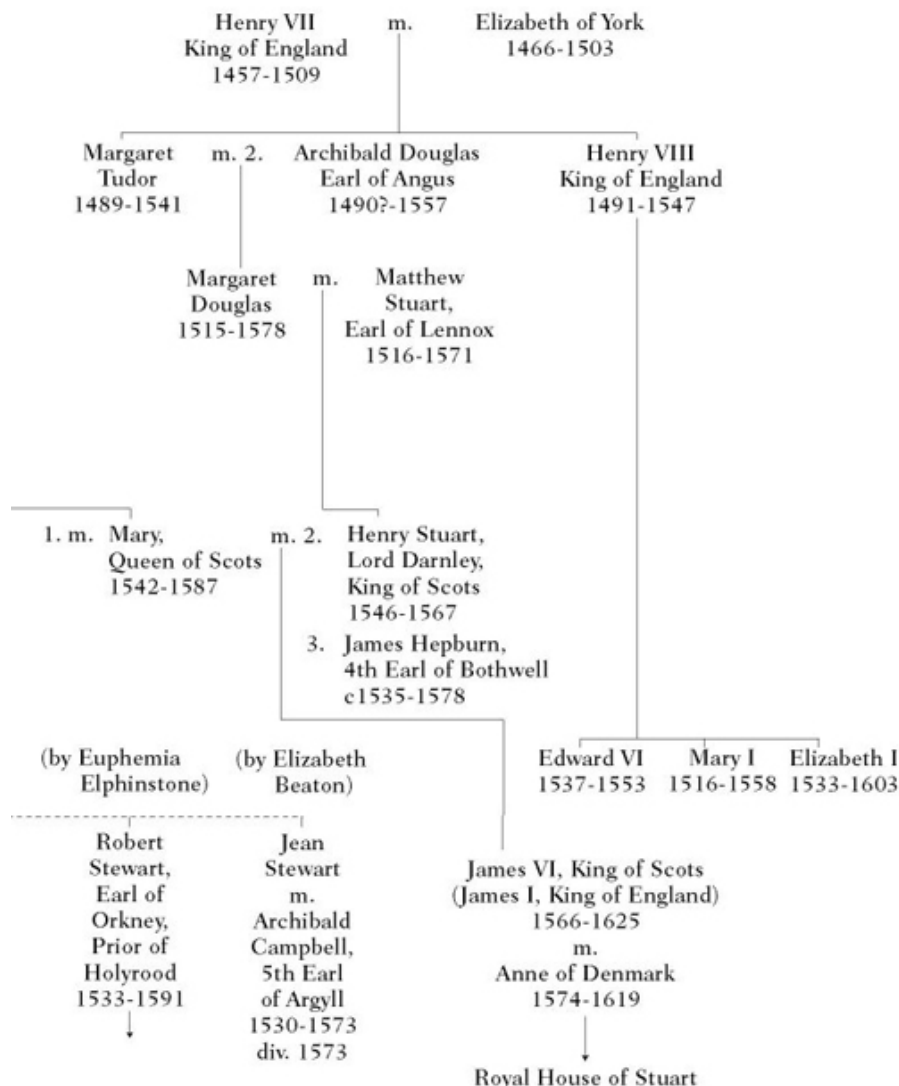 Henry VII
King of England
1457-1509
m.
Elizabeth of York
1466-1503
Margaret
Tudor
1489-1541
m. 2.
Archibald Douglas
Earl of Angus
1490?-1557
Henry VIII
King of England
1491-1547
Margaret
Douglas
1515-1578
m.
Matthew
Stuart,
Earl of Lennox
1516-1571
1. m.
Mary,
Queen of Scots
1542-1587
m. 2.
Henry Stuart,
Lord Darnley,
King of Scots
1546-1567
3. James Hepburn,
4th Earl of Bothwell
c1535-1578
(by Euphemia
Elphinstone)
(by Elizabeth
Beaton)
Edward VI
1537-1553
Mary I
1516-1558
Elizabeth I
1533-1603
Robert
Stewart,
Earl of
Orkney,
Prior of
Holyrood
1533-1591
Jean
Stewart
m.
Archibald
Campbell,
5th Earl
of Argyll
1530-1573
div. 1573
James VI, King of Scots
(James I, King of England)
1566-1625
m.
Anne of Denmark
1574-1619
Royal House of Stuart